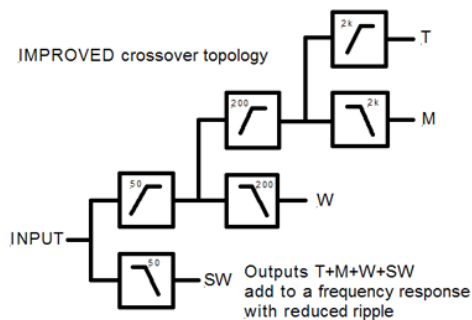 2k
T
IMPROVED crossover topology
200
2k
M
50
200
W
INPUT
50
SW
Outputs T+M+W+SW
add to a frequency response
with reduced ripple